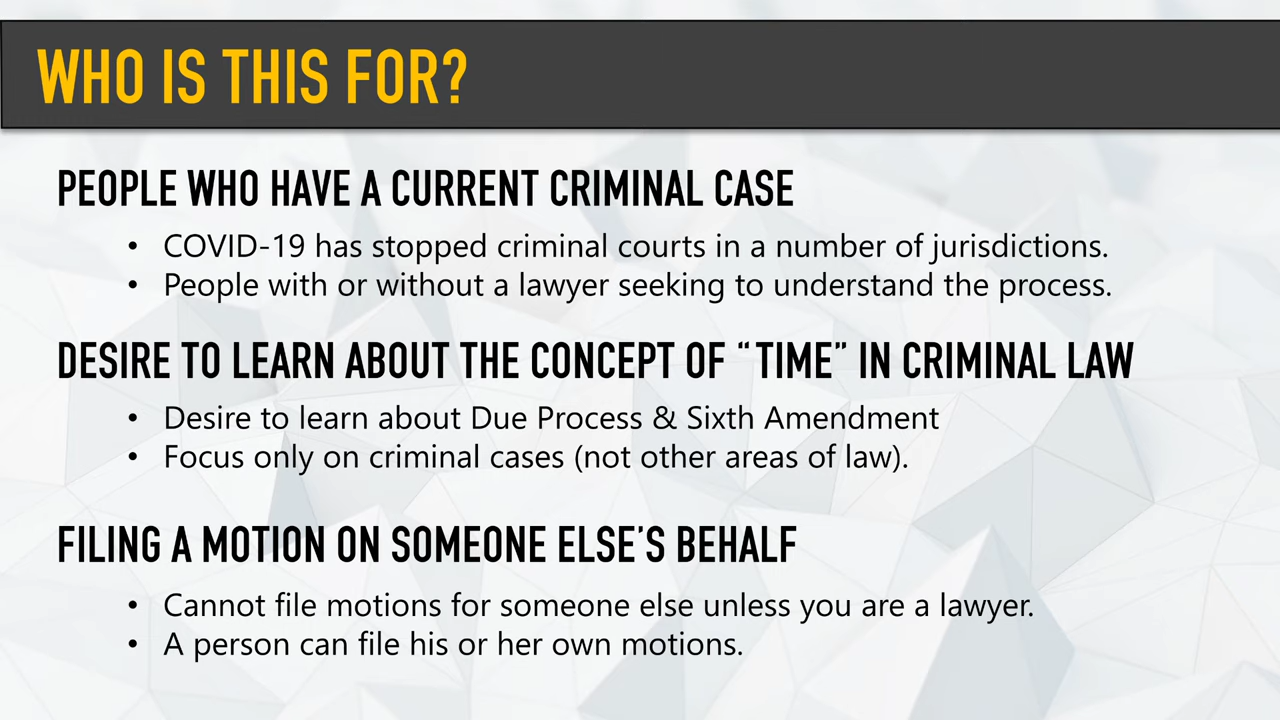 WHO IS THIS FOR?
PEOPLE WHO HAVE A CURRENT CRIMINAL CASE
• COVID-19 has stopped criminal courts in a number of jurisdictions.
• People with or without a lawyer seeking to understand the process.
DESIRE TO LEARN ABOUT THE CONCEPT OF “TIME” IN CRIMINAL LAW
• Desire to learn about Due Process & Sixth Amendment
• Focus only on criminal cases (not other areas of law).
FILING A MOTION ON SOMEONE ELSE’S BEHALF
• Cannot file motions for someone else unless you are a lawyer.
• A person can file his or her own motions.